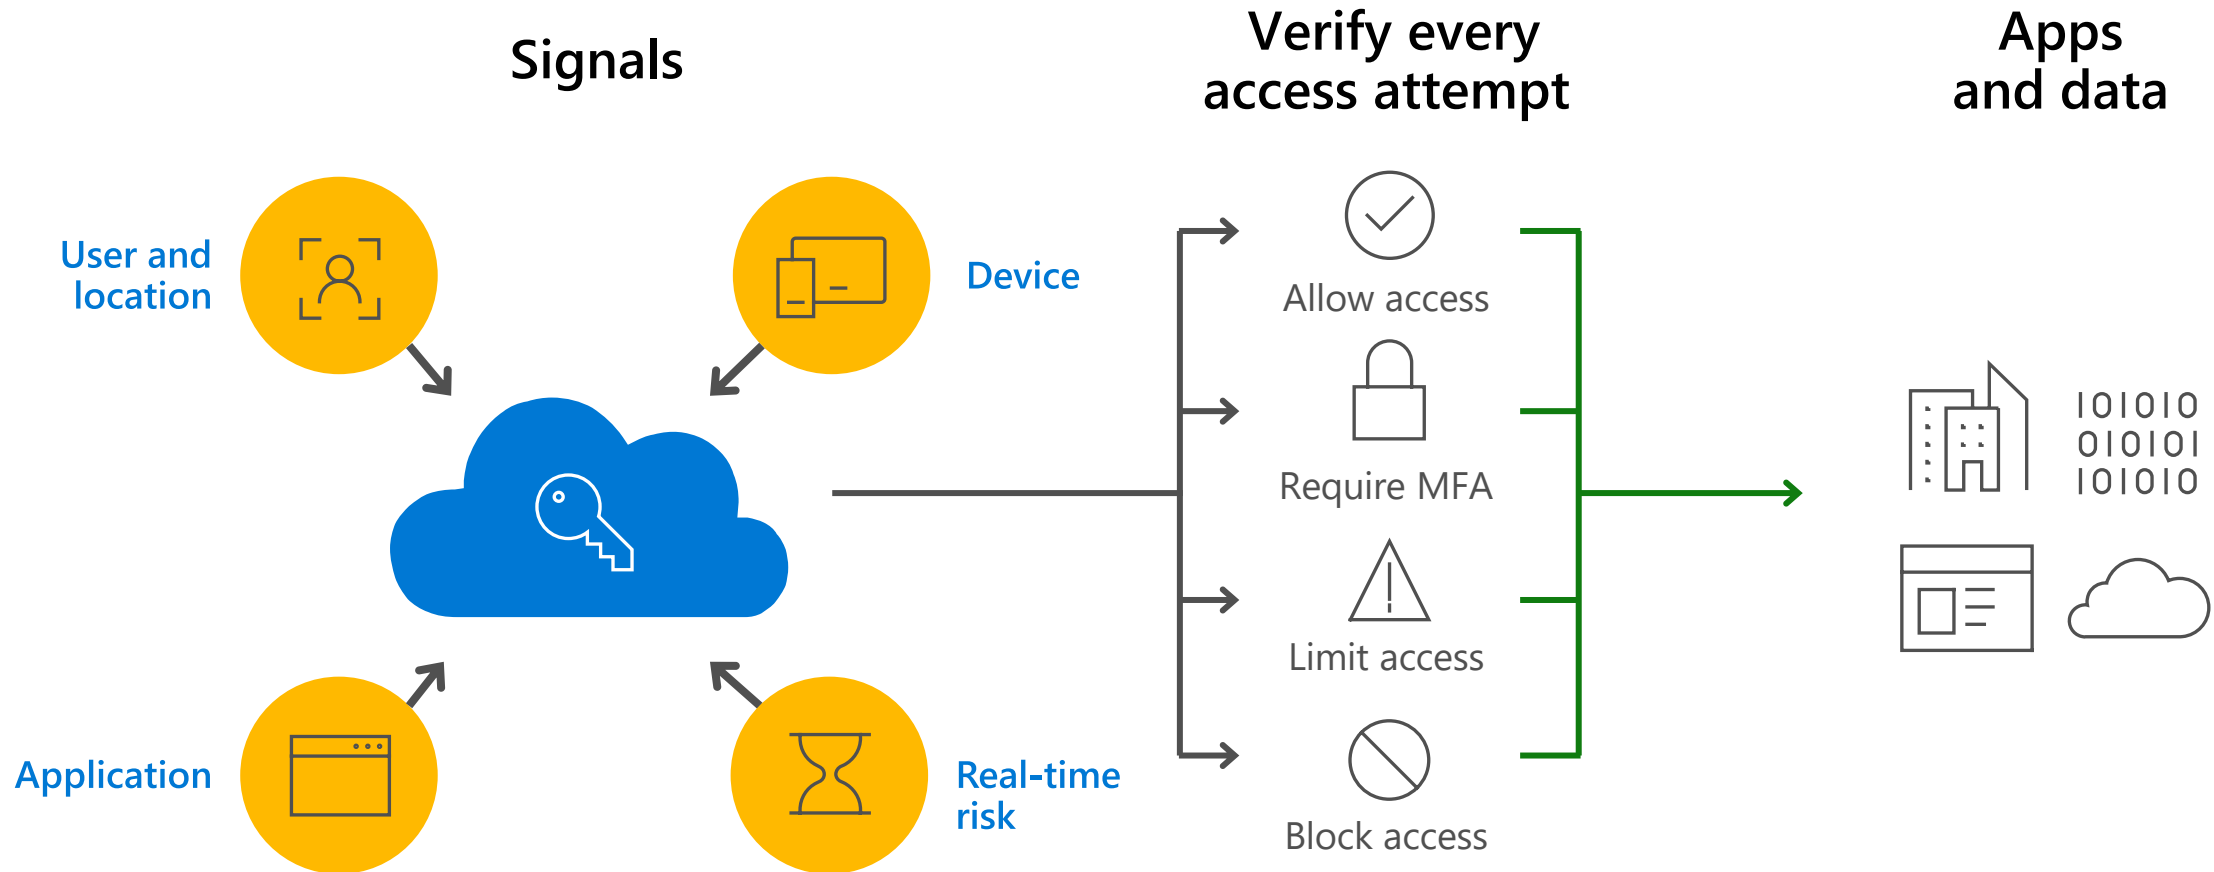 Signals
Verify every
access attempt
Apps
and data
User and
location
Device
Application
Real-time
risk
Allow access
Require MFA
Limit access
Block access
101010
010101
101010